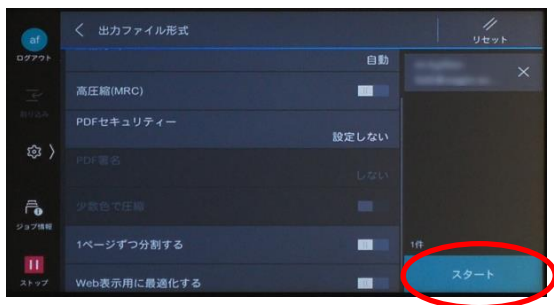 af
ログアウト
割り込み
ジョブ情報
ストップ
出力ファイル形式
リセット
自動
高圧縮(MRC)
PDFセキュリティー
設定しない
PDF署名
しない
少数色で圧縮
1ページずつ分割する
Web表示用に最適化する
1件
スタート